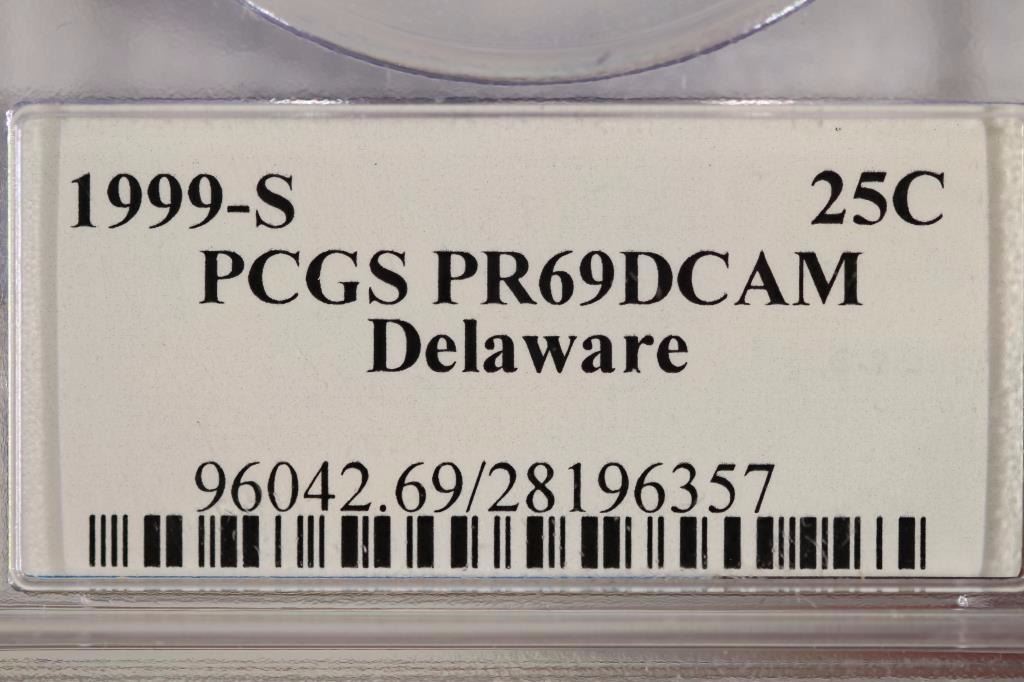 1999-S 25C
PCGS PR69DCAM
Delaware
96042.69/28196357